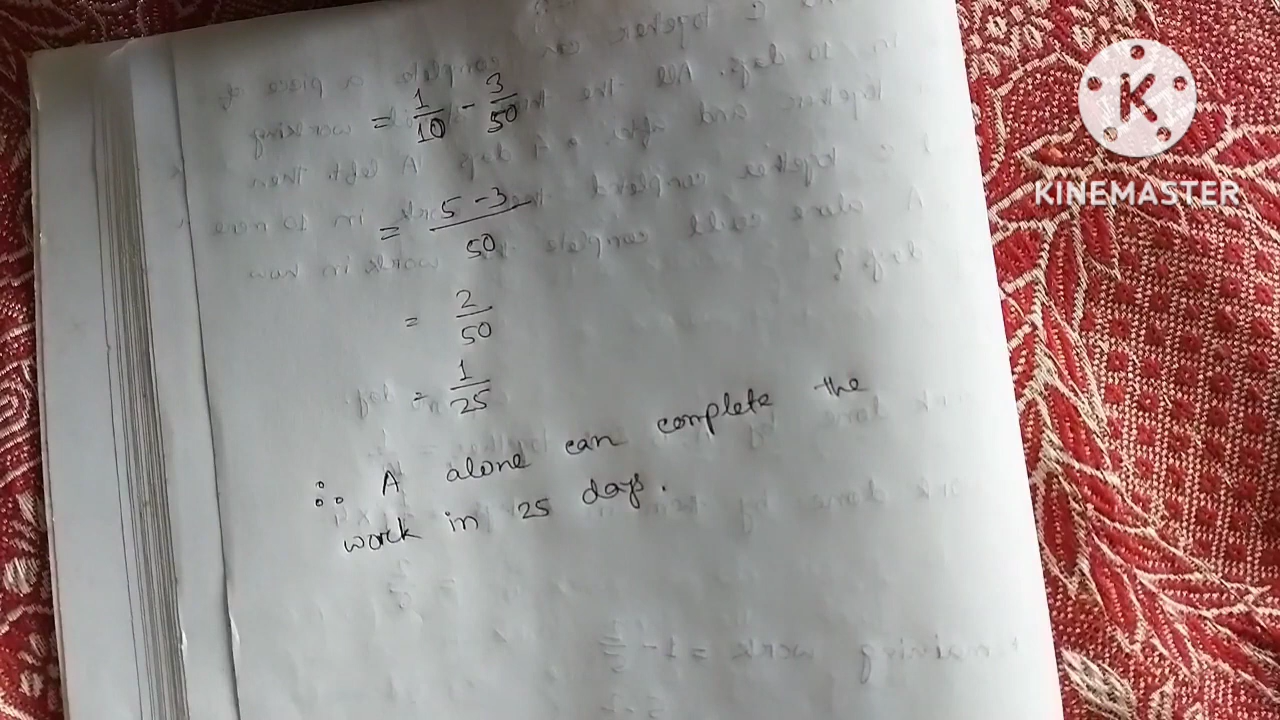 = 1/10 - 3/50
= 5-3/50
= 2/50
= 1/25
∴ A alone can complete the
work in 25 days.
K
KINEMASTER